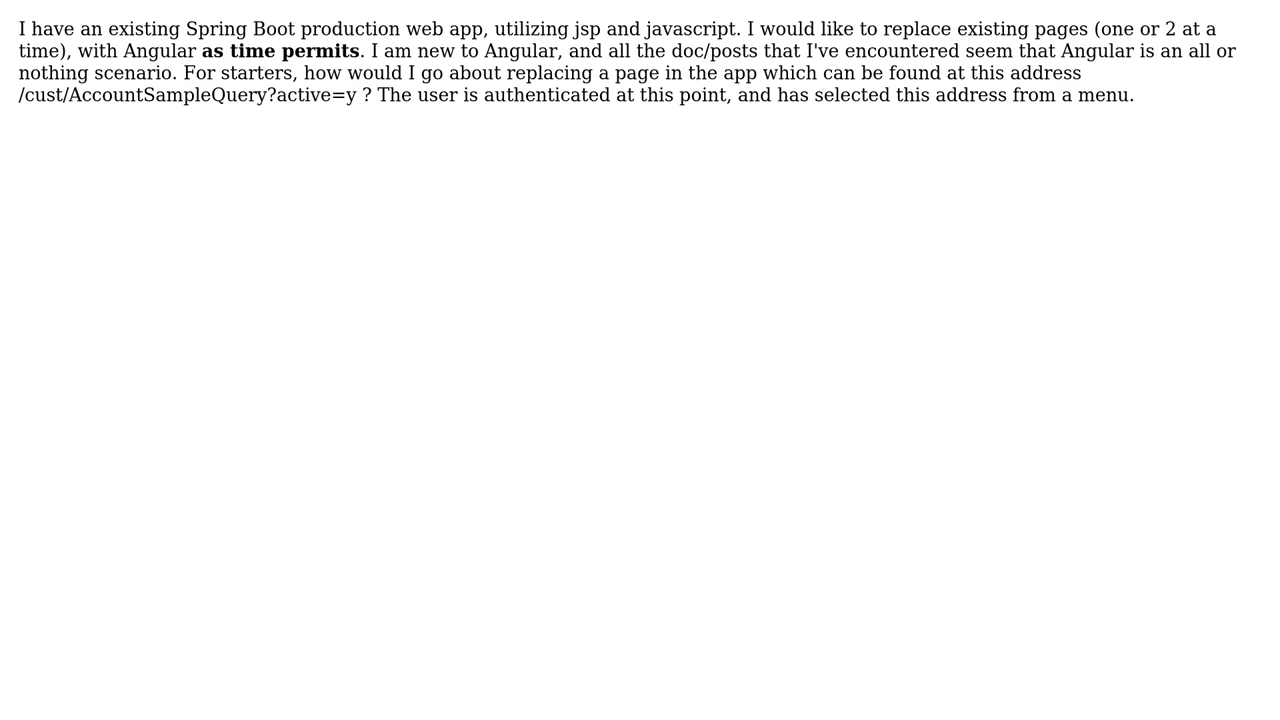 I have an existing Spring Boot production web app, utilizing jsp and javascript. I would like to replace existing pages (one or 2 at a
time), with Angular as time permits. I am new to Angular, and all the doc/posts that I've encountered seem that Angular is an all or
nothing scenario. For starters, how would I go about replacing a page in the app which can be found at this address
/cust/AccountSampleQuery?active=y ? The user is authenticated at this point, and has selected this address from a menu.